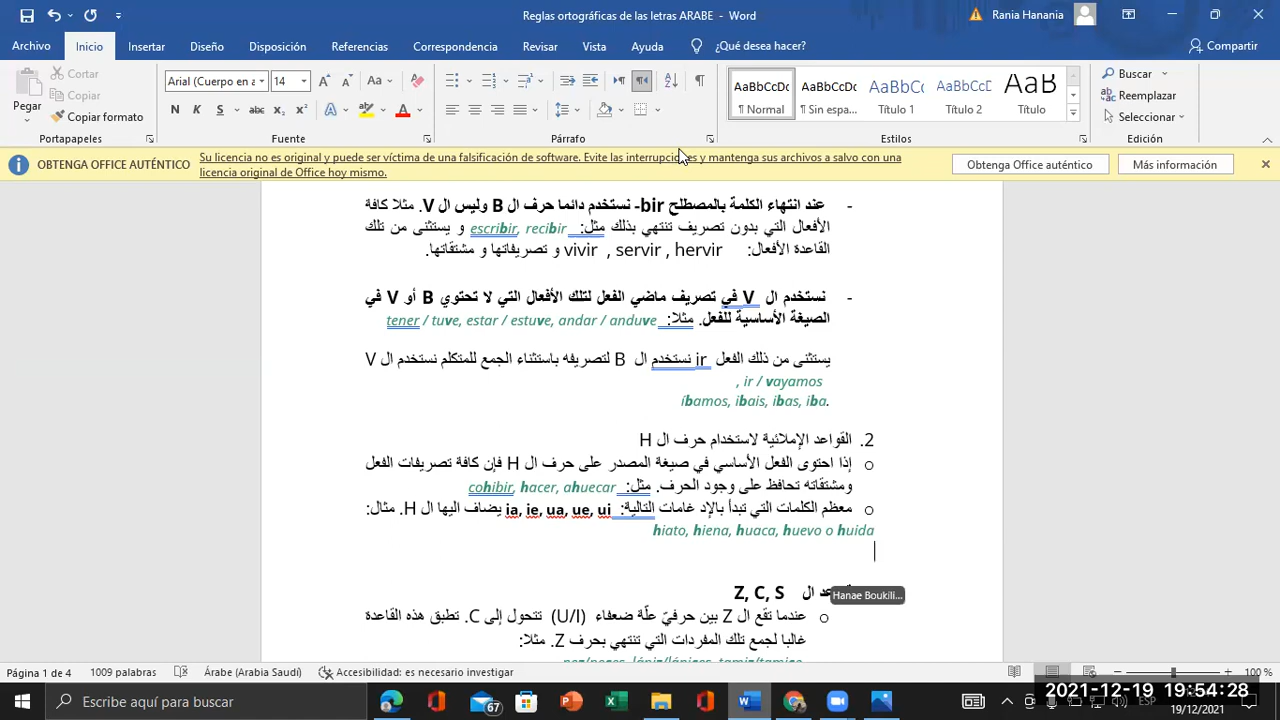 Reglas ortográficas de las letras ARABE - Word
Rania Hanania
Archivo Inicio Insertar Diseño Disposición Referencias Correspondencia Revisar Vista Ayuda ¿Qué desea hacer? Compartir
Pegar
Cortar
Copiar
Copiar formato
Portapapeles
Arial (Cuerpo en a 14
N K S abc
Fuente
Párrafo
AaBbCcDc AaBbCcDc AaBbCc AaBbCcC AaB
¶ Normal ¶ Sin espa... Título 1 Título 2 Título
Estilos
Buscar
Reemplazar
Seleccionar
Edición
OBTENGA OFFICE AUTÉNTICO Su licencia no es original y puede ser víctima de una falsificación de software. Evite las interrupciones y mantenga sus archivos a salvo con una
licencia original de Office hoy mismo.
Obtenga Office auténtico Más información
- عند انتهاء الكلمة بالمصطلح bir- نستخدم دائما حرف ال B وليس ال V. مثلا كافة
الأفعال التي بدون تصريف تنتهي بذلك مثل: escribir, recibir و يستثنى من تلك
القاعدة الأفعال: vivir , servir , hervir و تصريفاتها و مشتقاتها.
- نستخدم ال V في تصريف ماضي الفعل لتلك الأفعال التي لا تحتوي B أو V في
الصيغة الأساسية للفعل. مثلا: tener / tuve, estar / estuve, andar / anduve
يستثنى من ذلك الفعل ir نستخدم ال B لتصريفه باستثناء الجمع للمتكلم نستخدم ال V
, ir / vayamos
íbamos, ibais, ibas, iba.
2. القواعد الإملائية لاستخدام حرف ال H
o إذا احتوى الفعل الأساسي في صيغة المصدر على حرف ال H فإن كافة تصريفات الفعل
ومشتقاته تحافظ على وجود الحرف. مثل: cohibir, hacer, ahuecar
o معظم الكلمات التي تبدأ بالإد غامات التالية: ia, ie, ua, ue, ui يضاف اليها ال H. مثال:
hiato, hiena, huaca, huevo o huida
عد ال Z, C, S
Hanae Boukili...
o عندما تقع ال Z بين حرفيّ علّة ضعفاء (U/I) تتحول إلى C. تطبق هذه القاعدة
غالبا لجمع تلك المفردات التي تنتهي بحرف Z. مثلا:
Página 1 de 4 1009 palabras Árabe (Arabia Saudí) Accesibilidad: es necesario investigar 100 %
Escribe aquí para buscar
67
ESP
2021-12-19 19:54:28
19/12/2021